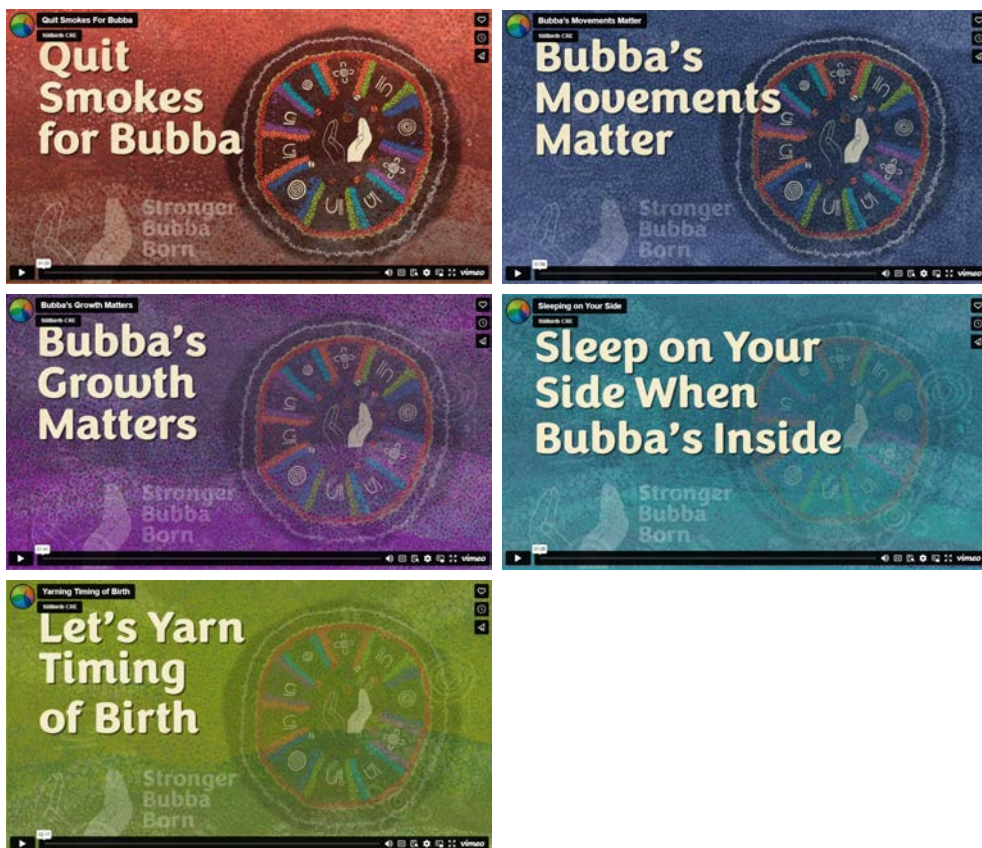 Quit Smokes For Bubba
Stillbirth CRE
Quit
Smokes
for Bubba
Stronger
Bubba
Born
vimeo
Bubba's Movements Matter
Stillbirth CRE
Bubba's
Movements
Matter
Stronger
Bubba
Born
vimeo
Bubba's Growth Matters
Stillbirth CRE
Bubba's
Growth
Matters
Stronger
Bubba
Born
vimeo
Sleeping on Your Side
Stillbirth CRE
Sleep on Your
Side When
Bubba's Inside
Stronger
Bubba
Born
vimeo
Yarning Timing of Birth
Stillbirth CRE
Let's Yarn
Timing
of Birth
Stronger
Bubba
Born
vimeo